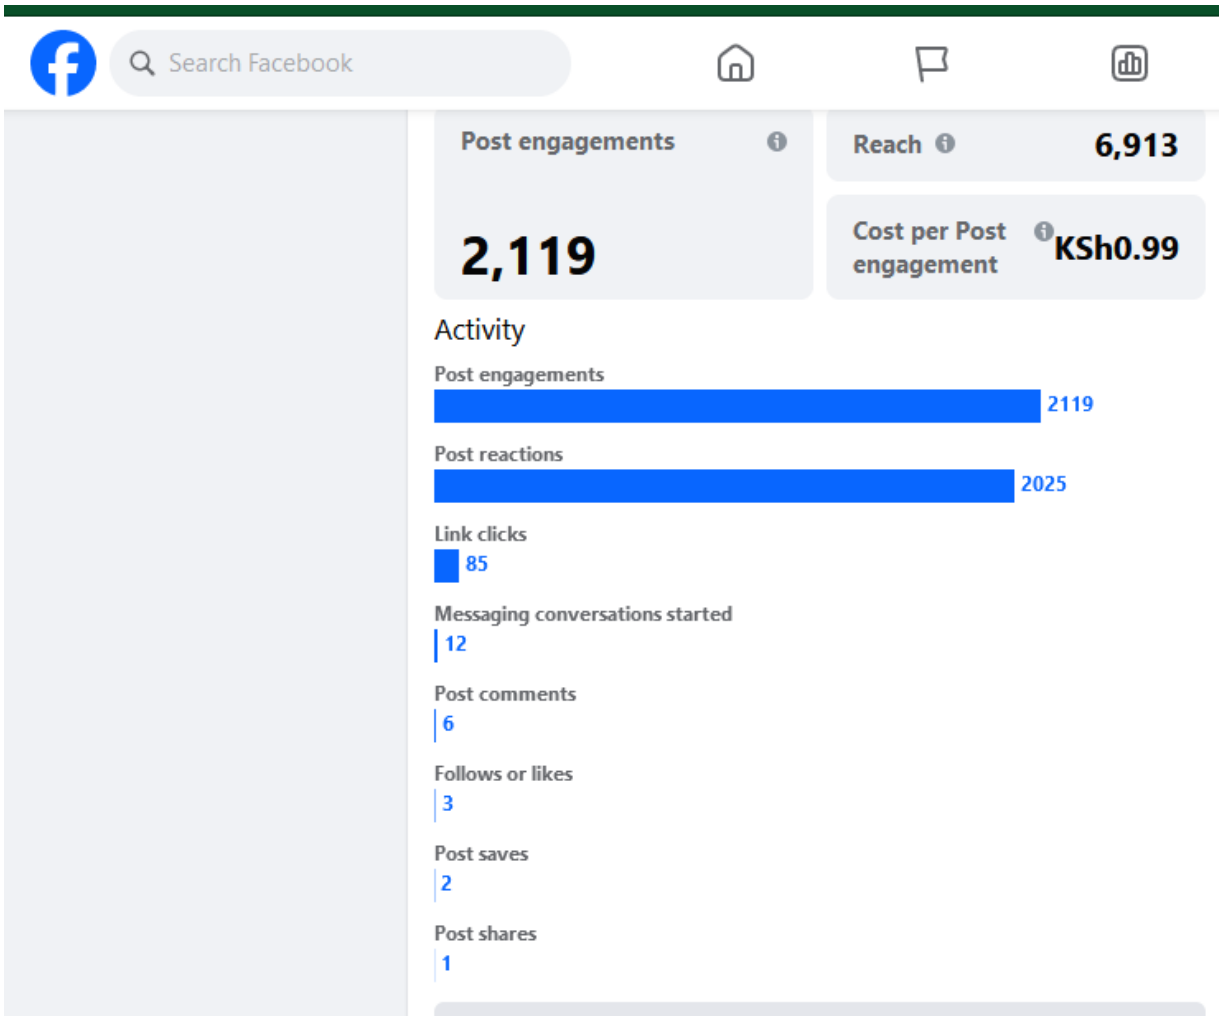 Search Facebook
Post engagements
2,119
Reach
6,913
Cost per Post
engagement
KSh0.99
Activity
Post engagements
2119
Post reactions
2025
Link clicks
85
Messaging conversations started
12
Post comments
6
Follows or likes
3
Post saves
2
Post shares
1